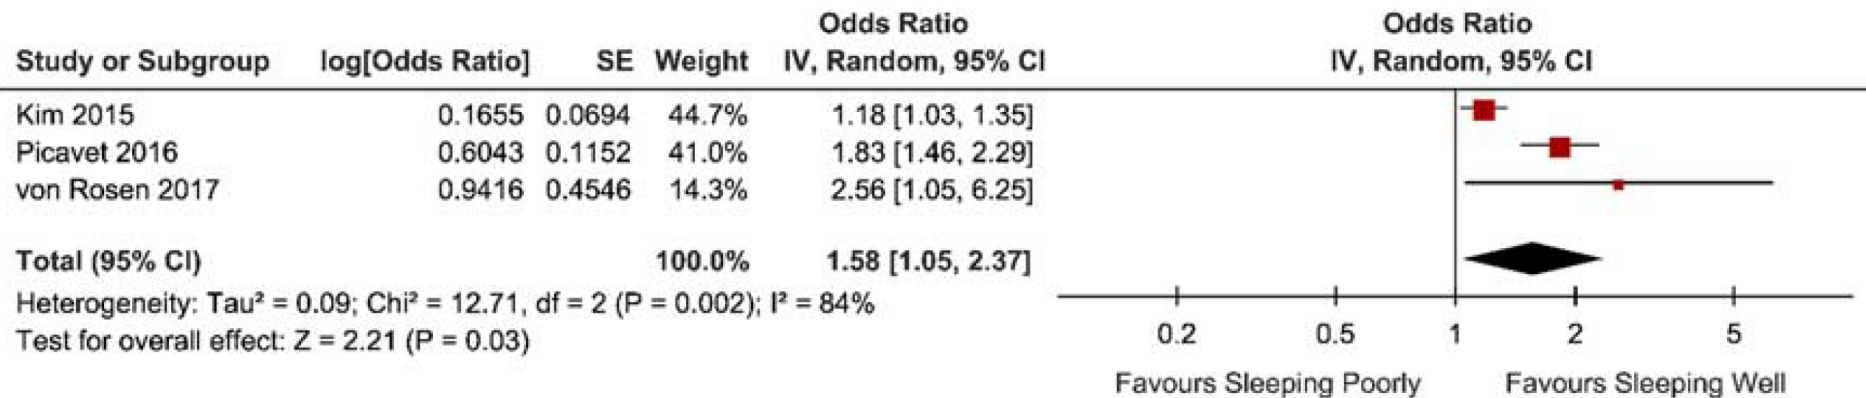 Odds Ratio Odds Ratio
Study or Subgroup log[Odds Ratio] SE Weight IV, Random, 95% CI IV, Random, 95% CI
Kim 2015 0.1655 0.0694 44.7% 1.18 [1.03, 1.35]
Picavet 2016 0.6043 0.1152 41.0% 1.83 [1.46, 2.29]
von Rosen 2017 0.9416 0.4546 14.3% 2.56 [1.05, 6.25]
Total (95% CI) 100.0% 1.58 [1.05, 2.37]
Heterogeneity: Tau² = 0.09; Chi² = 12.71, df = 2 (P = 0.002); I² = 84%
Test for overall effect: Z = 2.21 (P = 0.03)
0.2 0.5 1 2 5
Favours Sleeping Poorly Favours Sleeping Well